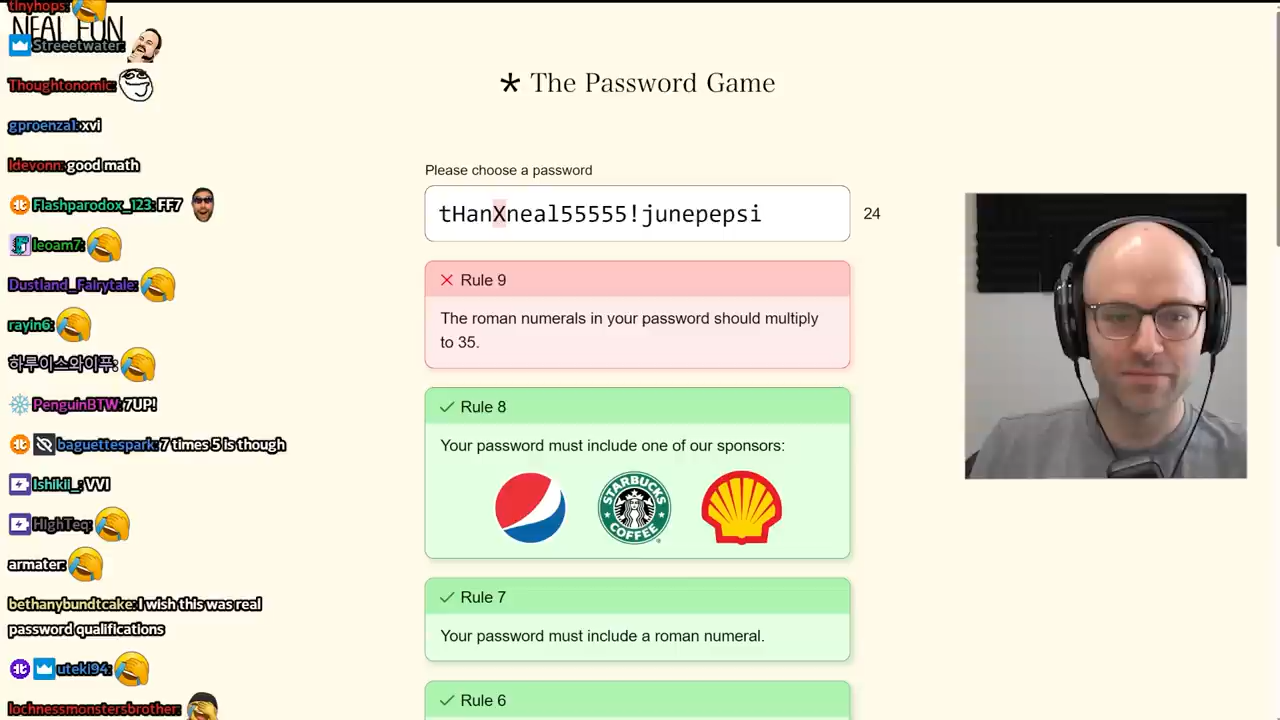 tinyhops:
NEAL FUN
Streeetwater:
Thoughtonomic:
gproenza1: xvi
ldevonn: good math
Flashparodox_123: FF7
leoam7:
Dustland_Fairytale:
rayin6:
하루이스와이푸:
PenguinBTW: 7UP!
baguettespark: 7 times 5 is though
Ishikii_: VVI
HighTeq:
armater:
bethanybundtcake: I wish this was real
password qualifications
uteki94:
lochnessmonstersbrother:
* The Password Game
Please choose a password
tHanXneal55555!junepepsi
24
Rule 9
The roman numerals in your password should multiply
to 35.
Rule 8
Your password must include one of our sponsors:
STARBUCKS
COFFEE
Rule 7
Your password must include a roman numeral.
Rule 6